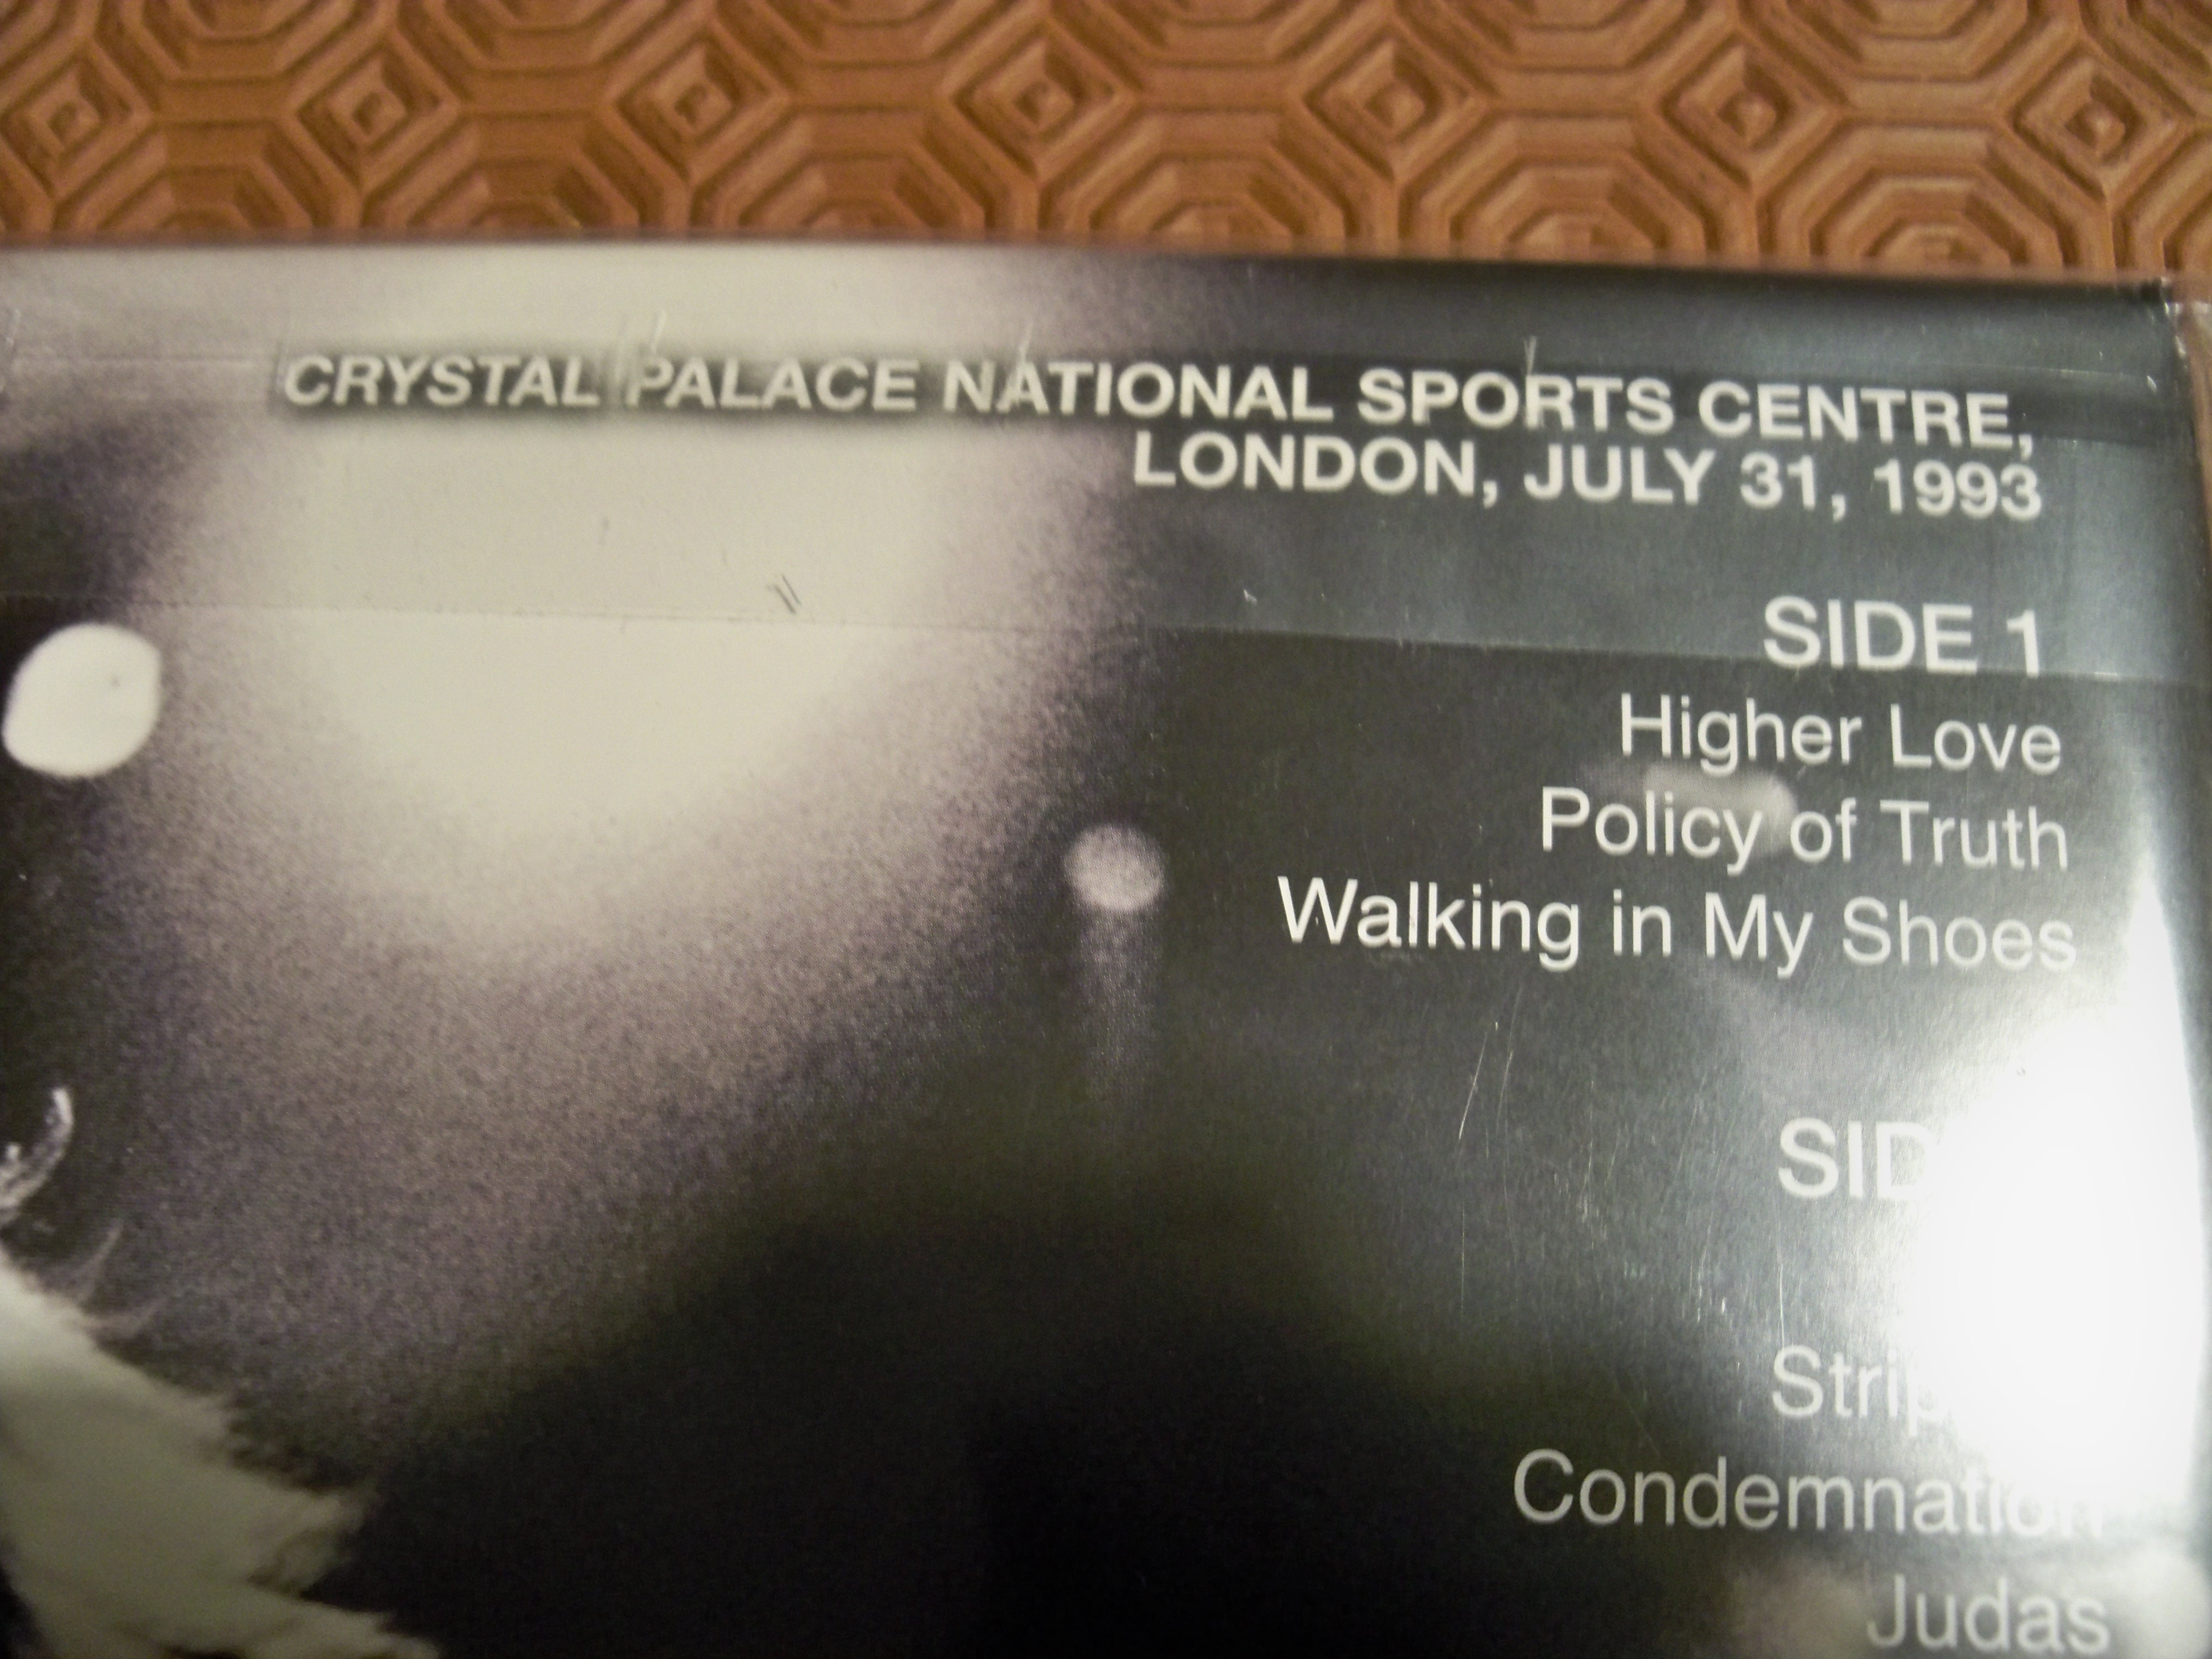 CRYSTAL PALACE NATIONAL SPORTS CENTRE,
LONDON, JULY 31, 1993
SIDE 1
Higher Love
Policy of Truth
Walking in My Shoes
Condemnation
Judas